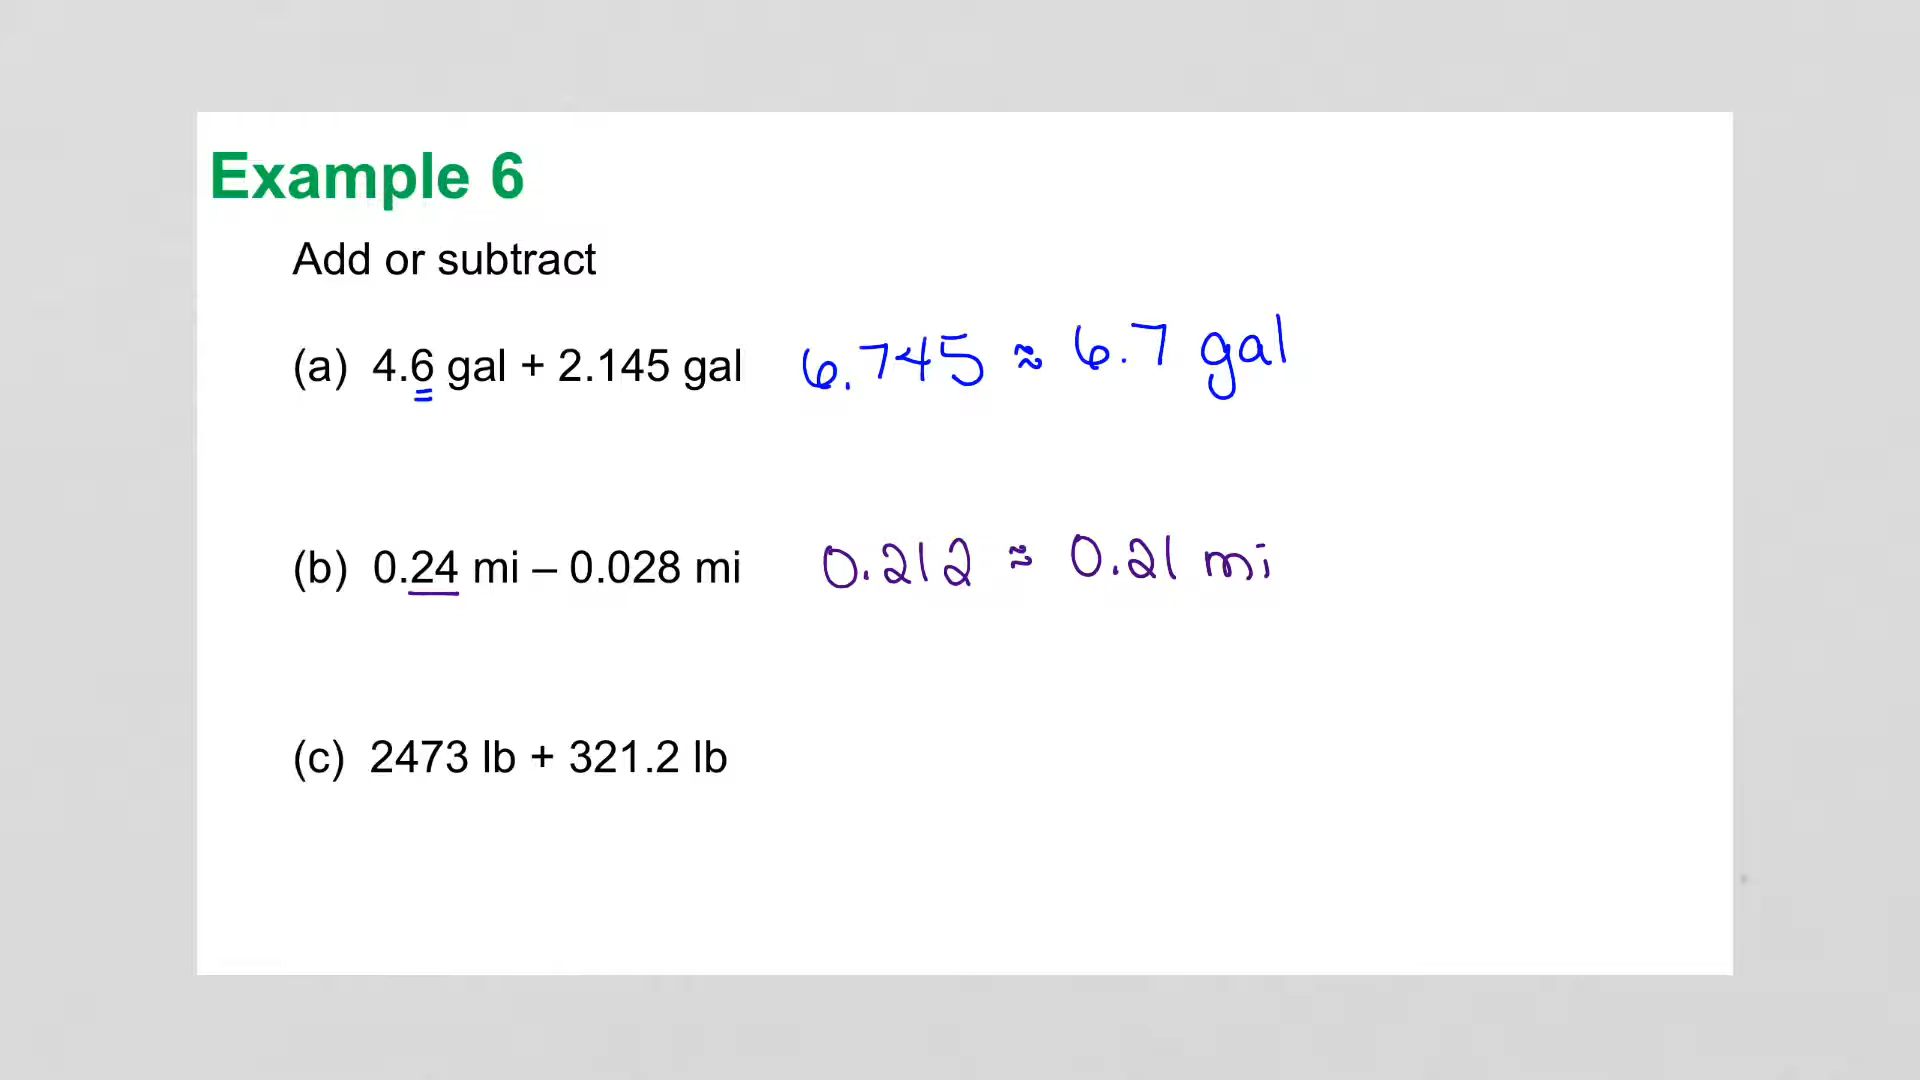 Example 6
Add or subtract
(a) 4.6 gal + 2.145 gal 6.745 ≈ 6.7 gal
(b) 0.24 mi – 0.028 mi 0.212 ≈ 0.21 mi
(c) 2473 lb + 321.2 lb